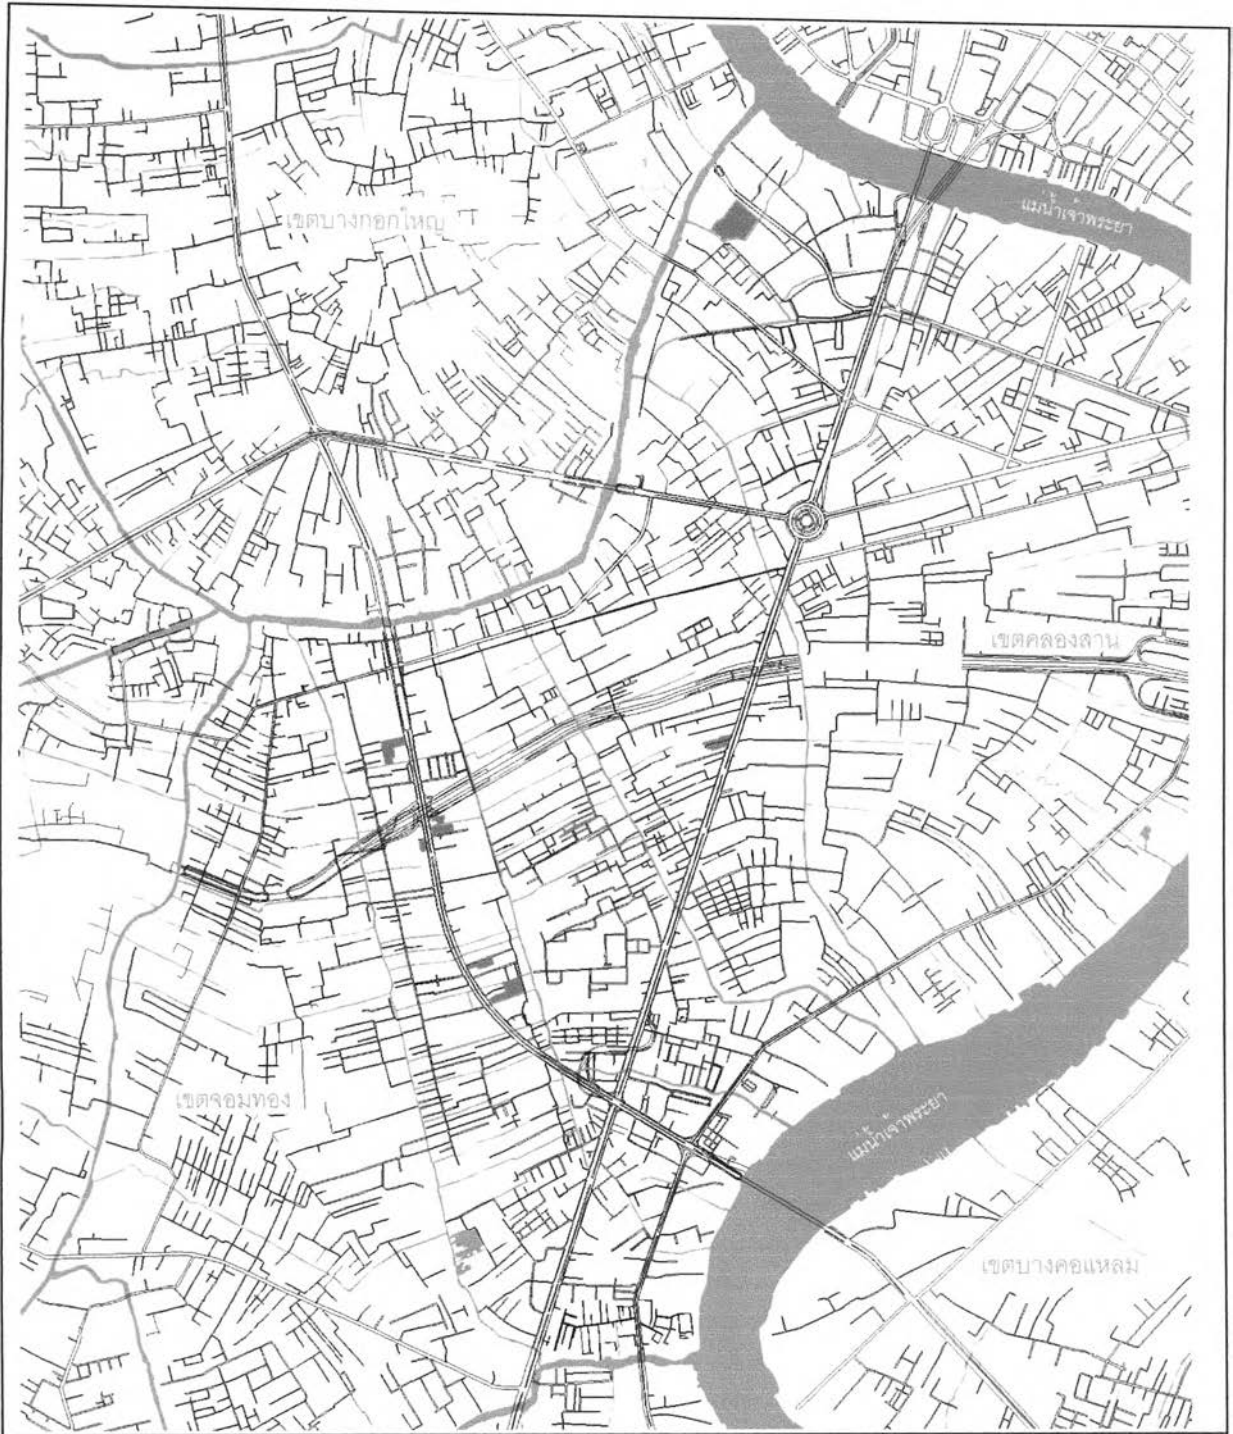 แม่น้ำเจ้าพระยา
เขตบางกอกใหญ่
เขตคลองสาน
แม่น้ำเจ้าพระยา
เขตจอมทอง
เขตบางคอแหลม